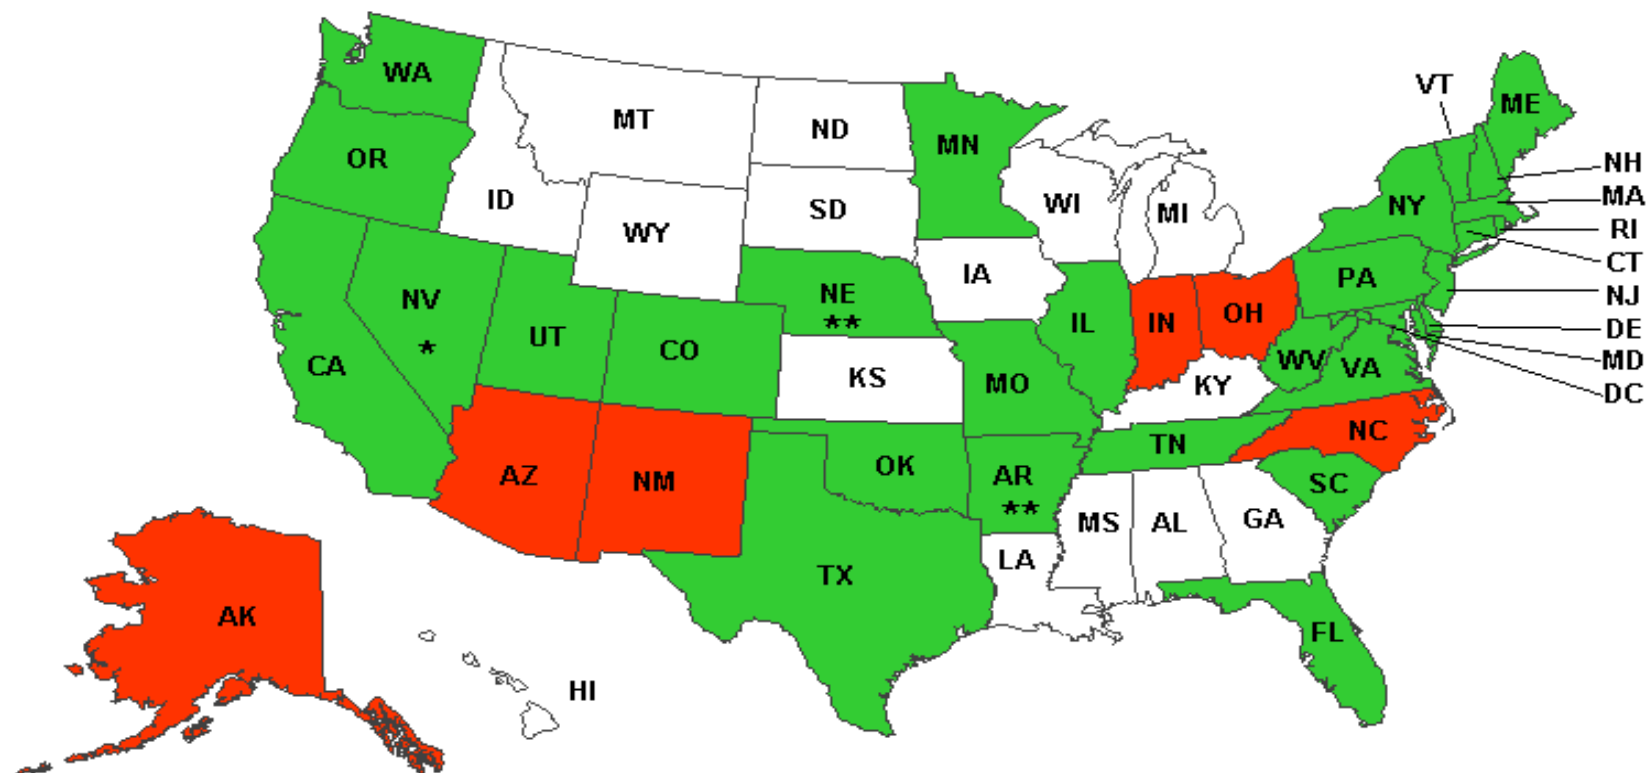 WA
MT
ND
MN
VT
ME
OR
ID
WY
SD
WI
MI
NY
NH
MA
RI
CT
NJ
DE
MD
DC
NV
*
UT
CO
NE
**
IA
IL
IN
OH
PA
WV
VA
CA
KS
MO
KY
NC
AZ
NM
OK
AR
**
TN
SC
MS
AL
GA
LA
TX
FL
AK
HI